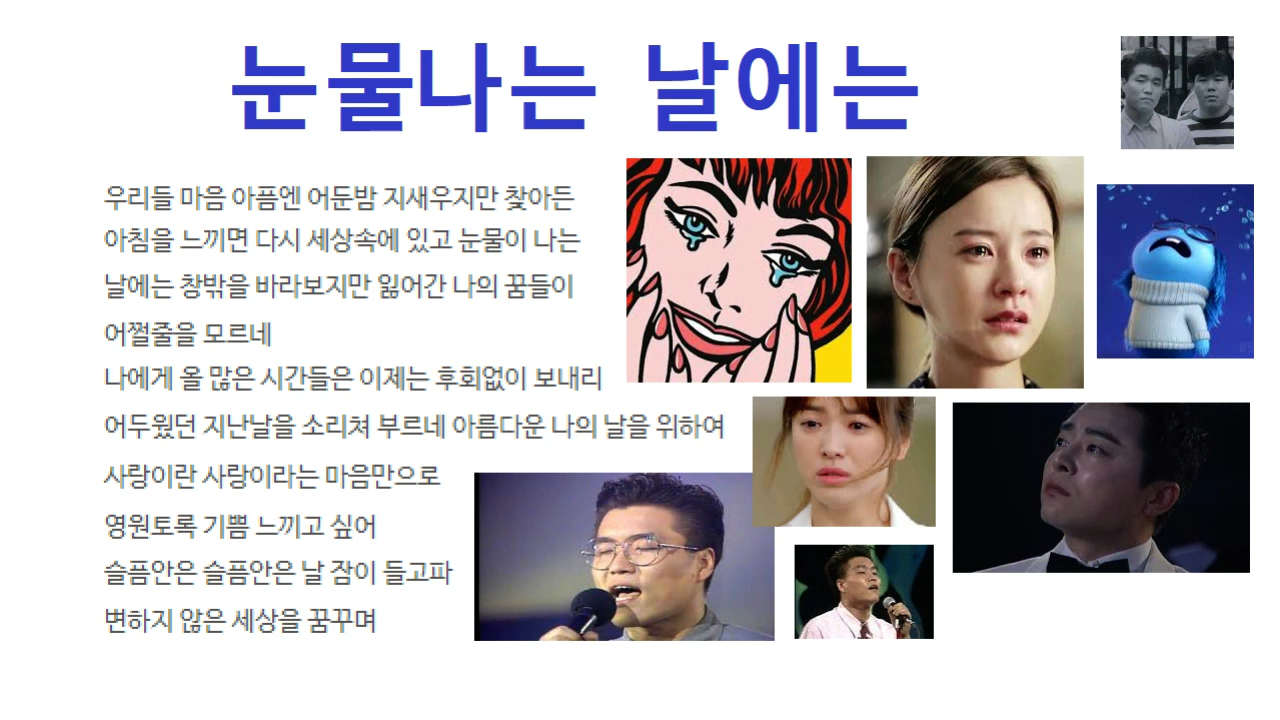 눈물나는 날에는
우리들 마음 아픔엔 어둔밤 지새우지만 찾아든
아침을 느끼면 다시 세상속에 있고 눈물이 나는
날에는 창밖을 바라보지만 잃어간 나의 꿈들이
어쩔줄을 모르네
나에게 올 많은 시간들은 이제는 후회없이 보내리
어두웠던 지난날을 소리쳐 부르네 아름다운 나의 날을 위하여
사랑이란 사랑이라는 마음만으로
영원토록 기쁨 느끼고 싶어
슬픔안은 슬픔안은 날 잠이 들고파
변하지 않은 세상을 꿈꾸며